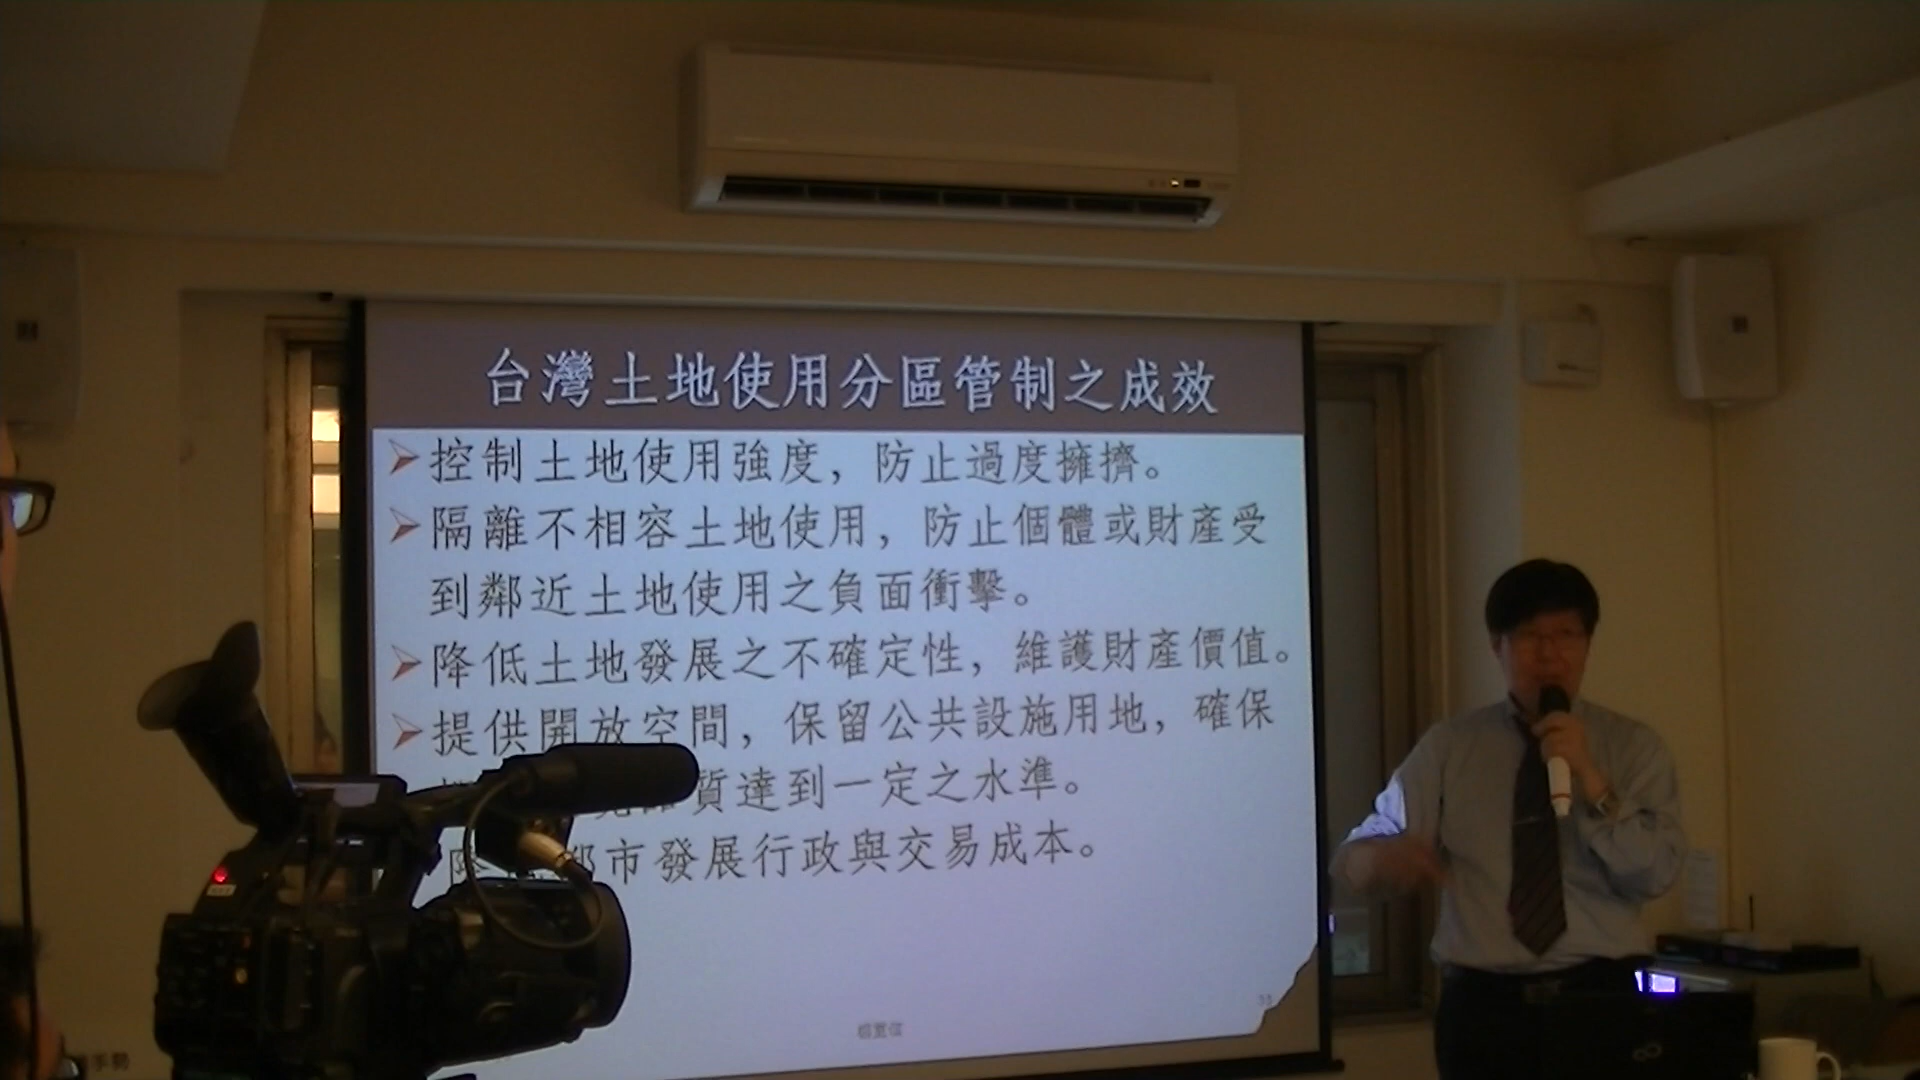 台灣土地使用分區管制之成效
控制土地使用強度，防止過度擁擠。
隔離不相容土地使用，防止個體或財產受
到鄰近土地使用之負面衝擊。
降低土地發展之不確定性，維護財產價值。
提供開放空間，保留公共設施用地，確保
質達到一定之水準。
降 都市發展行政與交易成本。
手勢